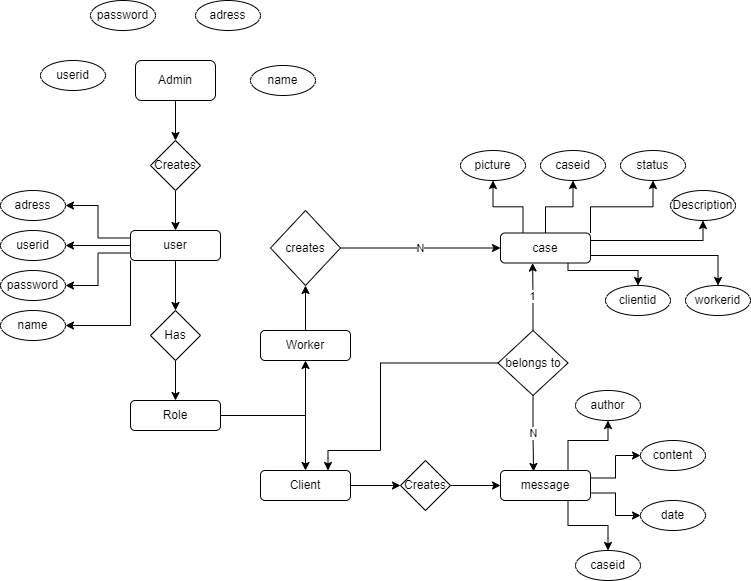 password
adress
userid
Admin
name
Creates
picture
caseid
status
adress
Description
userid
user
creates
N
case
password
clientid
workerid
1
name
Has
Worker
belongs to
Role
author
N
content
Client
Creates
message
date
caseid